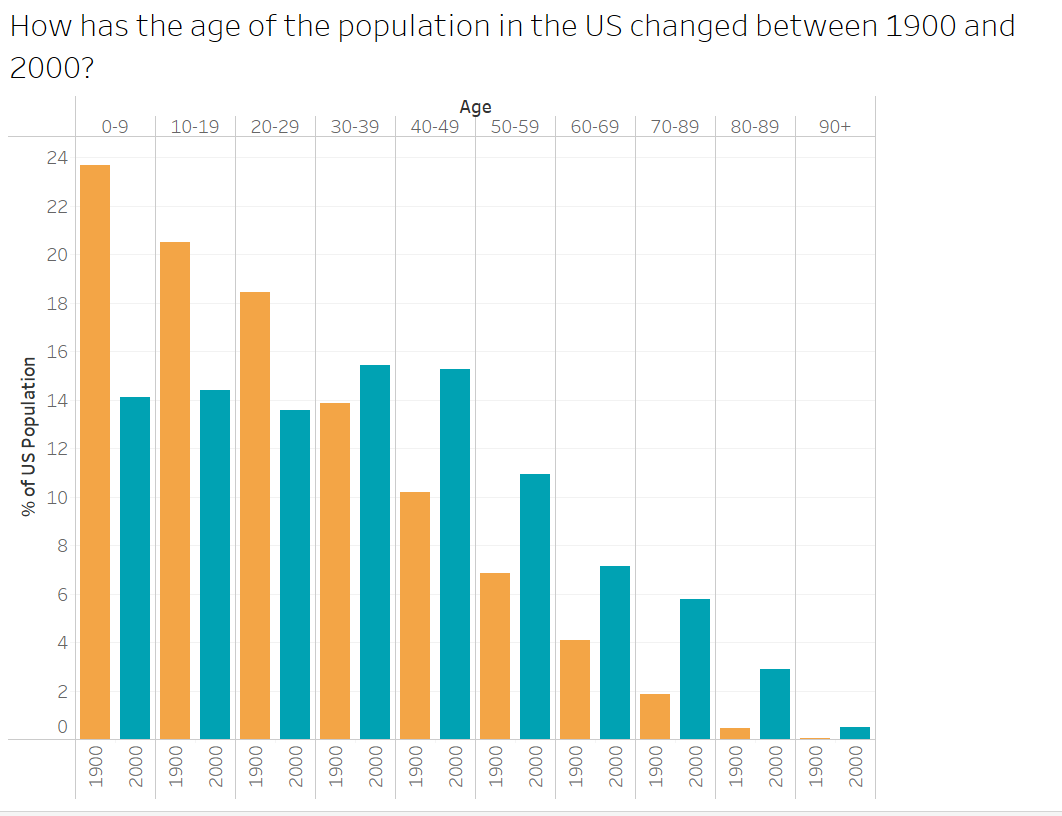 How has the age of the population in the US changed between 1900 and
2000?
Age
0-9 10-19 20-29 30-39 40-49 50-59 60-69 70-89 80-89 90+
24
22
20
18
16
14
12
10
8
6
4
2
0
% of US Population
1900 2000 1900 2000 1900 2000 1900 2000 1900 2000 1900 2000 1900 2000 1900 2000 1900 2000 1900 2000